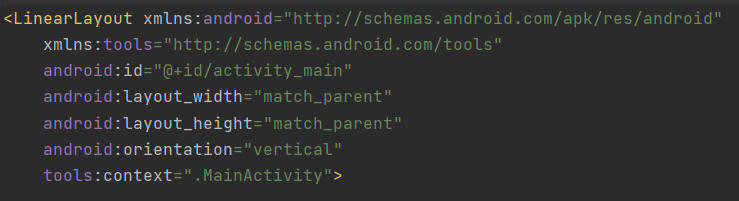 <LinearLayout xmlns:android="http://schemas.android.com/apk/res/android"
xmlns:tools="http://schemas.android.com/tools"
android:id="@+id/activity_main"
android:layout_width="match_parent"
android:layout_height="match_parent"
android:orientation="vertical"
tools:context=".MainActivity">